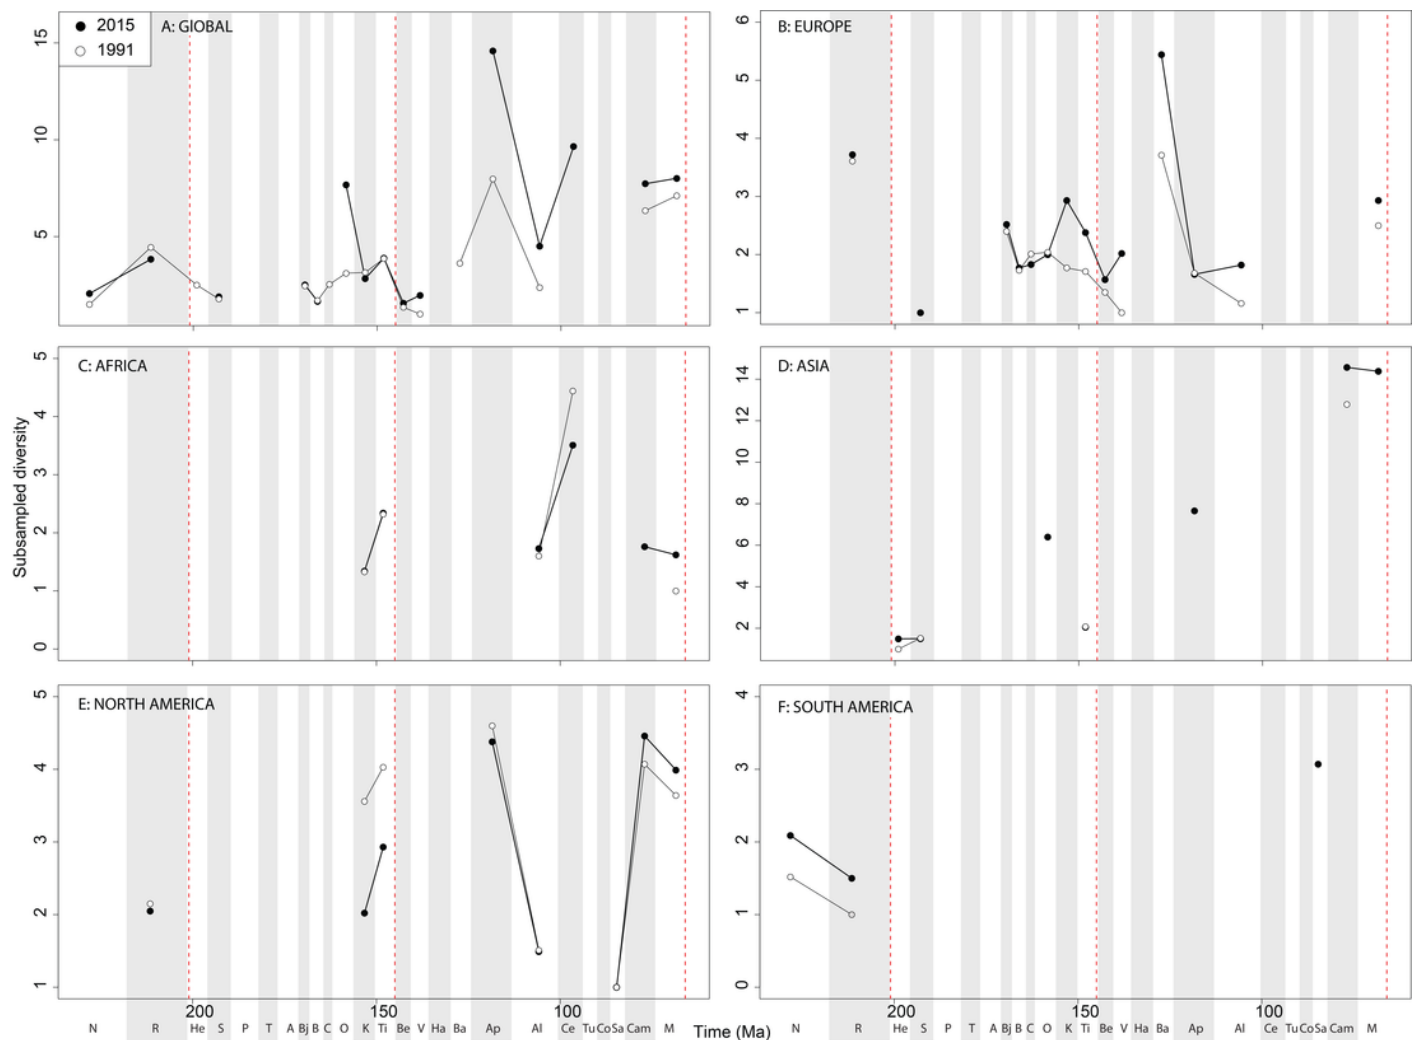 2015
1991
A: GlOBAL
15
10
5
B: EUROPE
6
5
4
3
2
1
C: AFRICA
5
4
3
2
1
0
D: ASIA
14
12
10
8
6
4
2
Subsampled diversity
E: NORTH AMERICA
5
4
3
2
1
F: SOUTH AMERICA
4
3
2
1
0
200 150 100
200 150 100
N R He S P T A Bj B C O K Ti Be V Ha Ba Ap Al Ce Tu Co Sa Cam M
Time (Ma)
N R He S P T A Bj B C O K Ti Be V Ha Ba Ap Al Ce Tu Co Sa Cam M